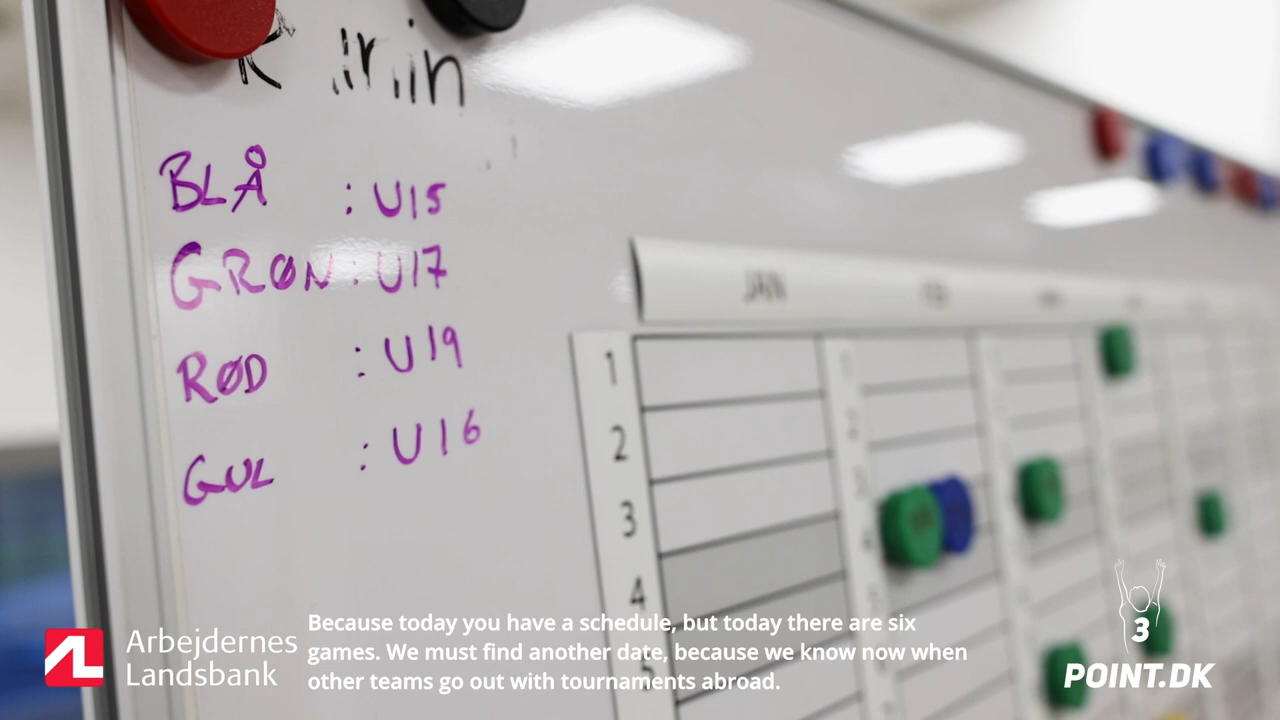 BLÅ : U15
GRØN : U17
RØD : U19
GUL : U16
JAN
1
2
3
4
Because today you have a schedule, but today there are six
games. We must find another date, because we know now when
other teams go out with tournaments abroad.
Arbejdernes
Landsbank
3
POINT.DK